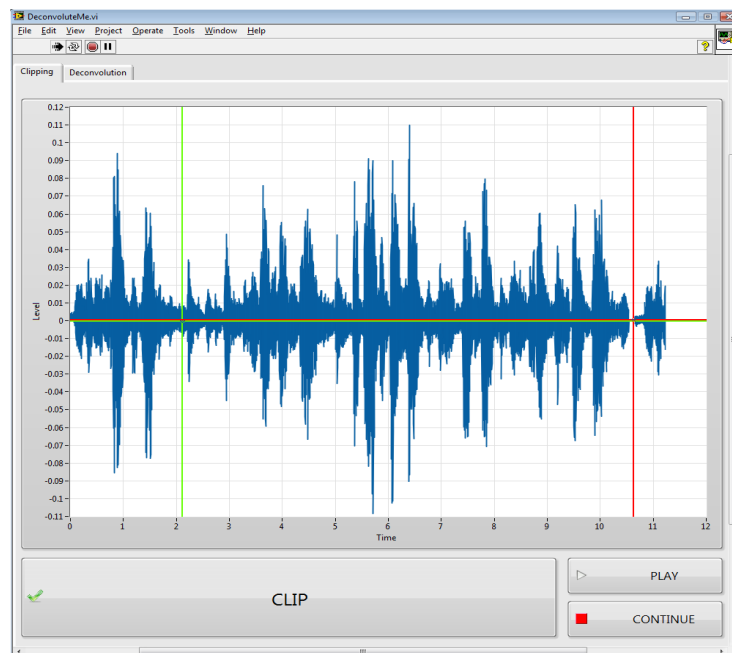 DeconvoluteMe.vi
File Edit View Project Operate Tools Window Help
?
Clipping Deconvolution
0.12
0.11
0.1
0.09
0.08
0.07
0.06
0.05
0.04
0.03
0.02
0.01
0
-0.01
-0.02
-0.03
-0.04
-0.05
-0.06
-0.07
-0.08
-0.09
-0.1
-0.11
Level
0 1 2 3 4 5 6 7 8 9 10 11 12
Time
CLIP
PLAY
CONTINUE